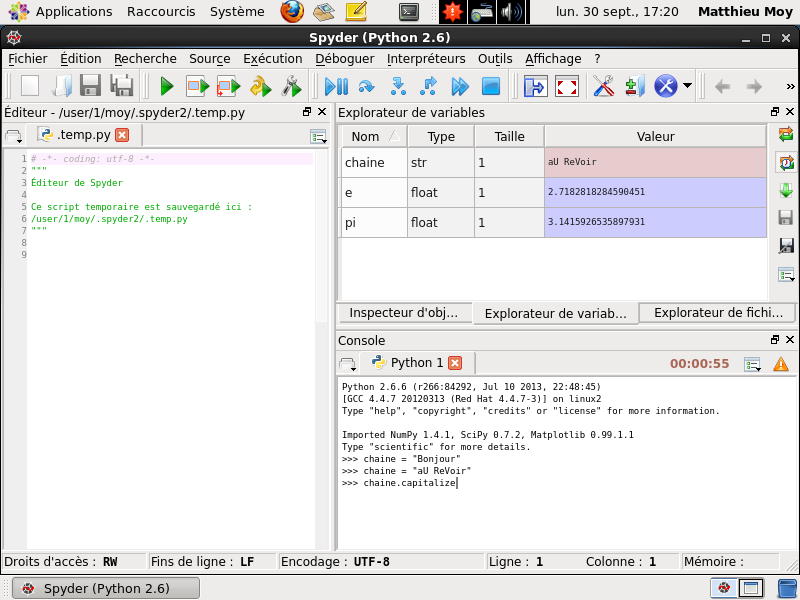 Applications Raccourcis Système lun. 30 sept., 17:20 Matthieu Moy
Spyder (Python 2.6)
Fichier Édition Recherche Source Exécution Déboguer Interpréteurs Outils Affichage ?
Éditeur - /user/1/moy/.spyder2/.temp.py
.temp.py
1 # -*- coding: utf-8 -*-
2 """
3 Éditeur de Spyder
4
5 Ce script temporaire est sauvegardé ici :
6 /user/1/moy/.spyder2/.temp.py
7 """
8
9
Explorateur de variables
Nom Type Taille Valeur
chaine str 1 aU ReVoir
e float 1 2.7182818284590451
pi float 1 3.1415926535897931
Inspecteur d'obj... Explorateur de variab... Explorateur de fichi...
Console
Python 1 00:00:55
Python 2.6.6 (r266:84292, Jul 10 2013, 22:48:45)
[GCC 4.4.7 20120313 (Red Hat 4.4.7-3)] on linux2
Type "help", "copyright", "credits" or "license" for more information.
Imported NumPy 1.4.1, SciPy 0.7.2, Matplotlib 0.99.1.1
Type "scientific" for more details.
>>> chaine = "Bonjour"
>>> chaine = "aU ReVoir"
>>> chaine.capitalize
Droits d'accès : RW Fins de ligne : LF Encodage : UTF-8 Ligne : 1 Colonne : 1 Mémoire :
Spyder (Python 2.6)